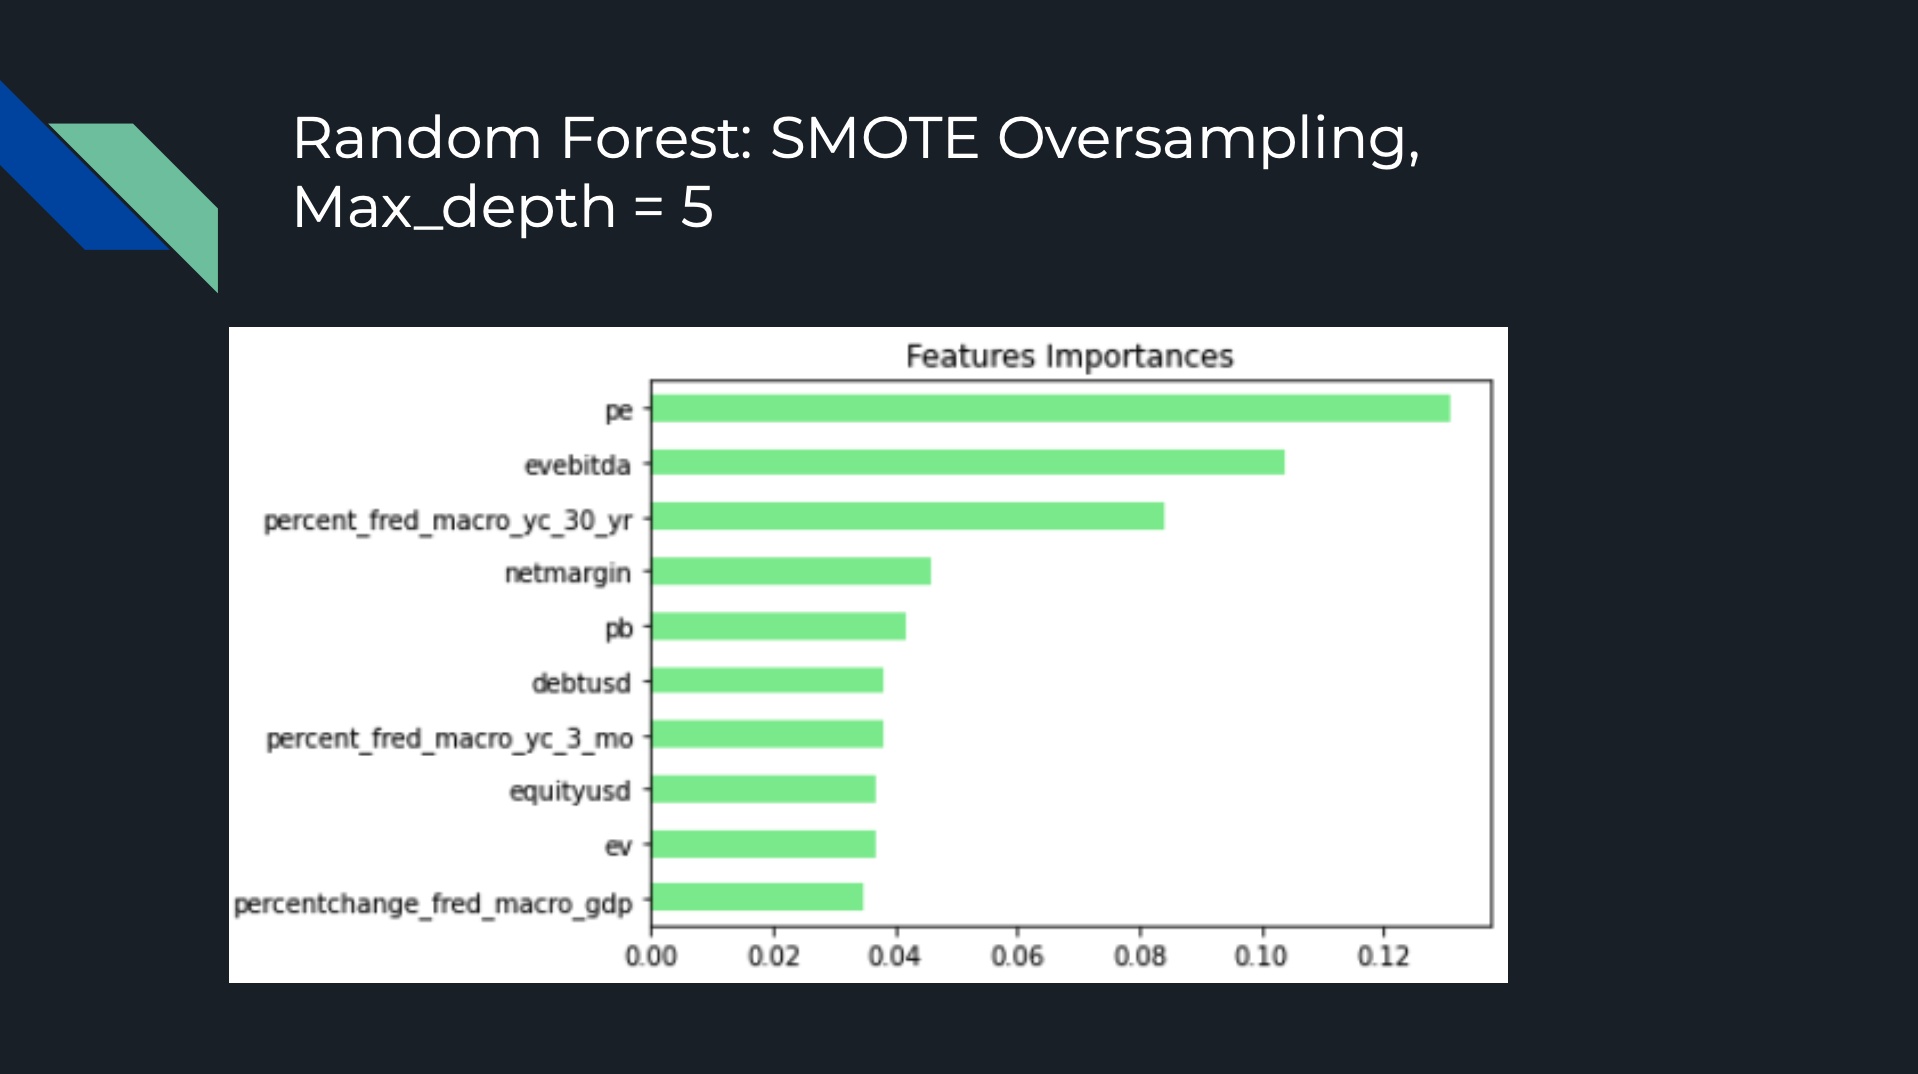 Random Forest: SMOTE Oversampling,
Max_depth = 5
Features Importances
pe
evebitda
percent_fred_macro_yc_30_yr
netmargin
pb
debtusd
percent_fred_macro_yc_3_mo
equityusd
ev
percentchange_fred_macro_gdp
0.00 0.02 0.04 0.06 0.08 0.10 0.12